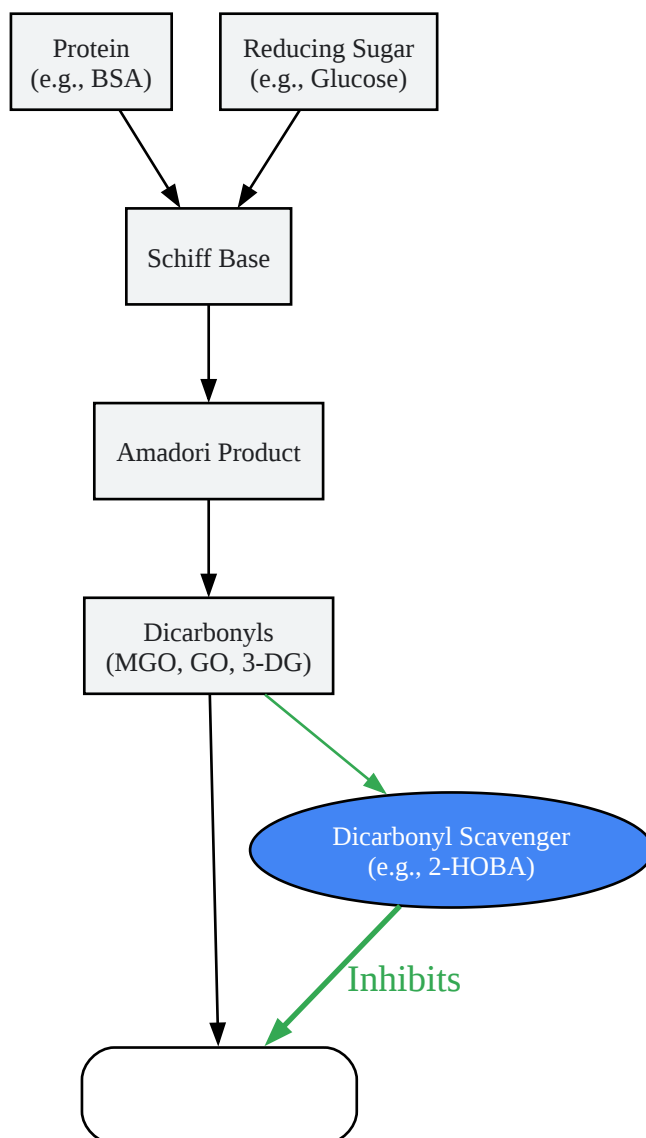 Protein
(e.g., BSA)
Reducing Sugar
(e.g., Glucose)
Schiff Base
Amadori Product
Dicarbonyls
(MGO, GO, 3-DG)
Dicarbonyl Scavenger
(e.g., 2-HOBA)
Inhibits